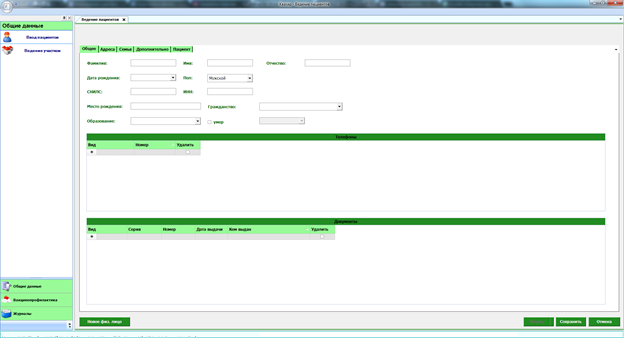 Ведение пациентов
Общие данные
Ввод пациентов
Ведение участков
Общие Адреса Семья Дополнительно Пациент
Фамилия: Имя: Отчество:
Дата рождения: Пол: Мужской
СНИЛС: ИНН:
Место рождения: Гражданство:
Образование: умер
Телефоны
Вид Номер Удалить
Документы
Вид Серия Номер Дата выдачи Кем выдан Удалить
Общие данные
Вакцинопрофилактика
Журналы
Новое физ. лицо Сохранить Отмена